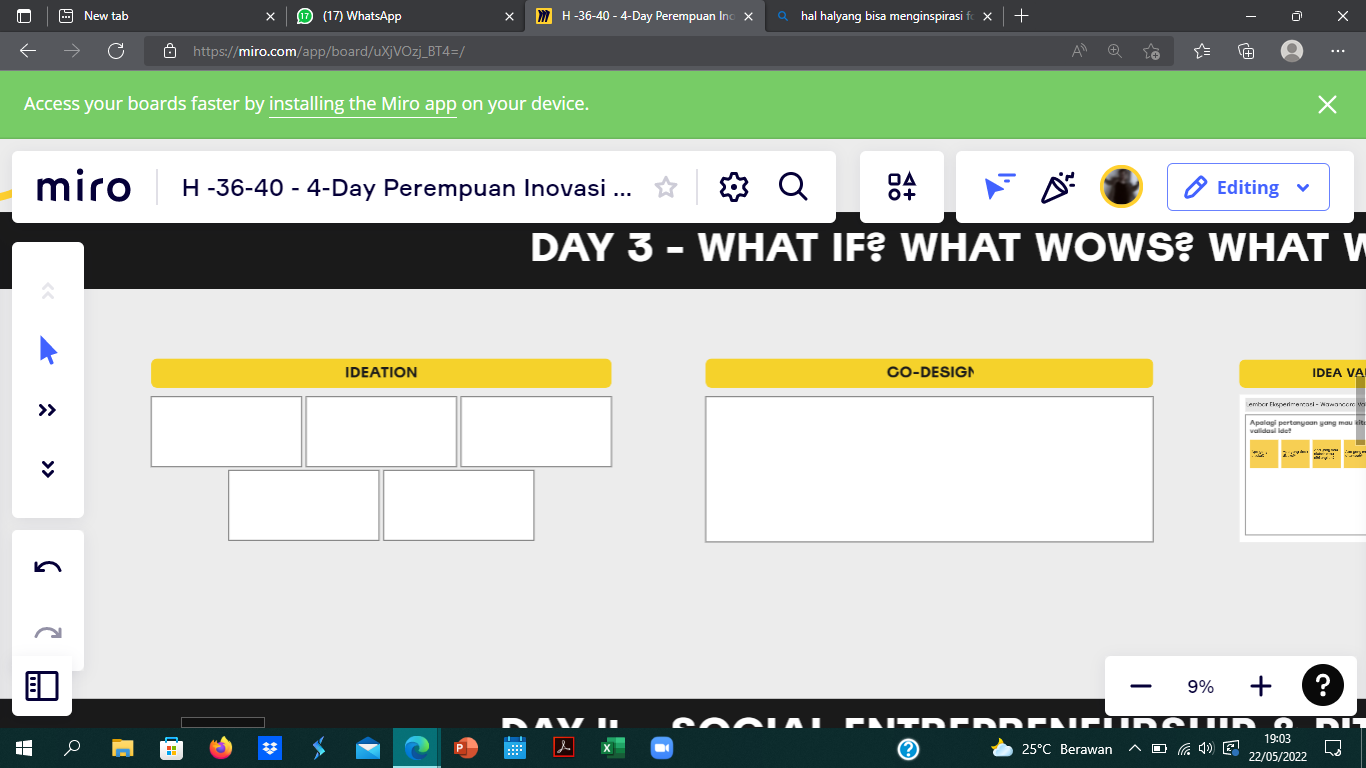 New tab
(17) WhatsApp
H -36-40 - 4-Day Perempuan Ino
hal halyang bisa menginspirasi fo
https://miro.com/app/board/uXjVOzj_BT4=/
Access your boards faster by installing the Miro app on your device.
miro
H -36-40 - 4-Day Perempuan Inovasi ...
Editing
DAY 3 - WHAT IF? WHAT WOWS? WHAT W
IDEATION
CO-DESIGN
IDEA VA
Lembar Eksperimentasi - Wawancara Va
Apalagi pertanyaan yang mau kita
validasi ide?
9%
?
DAY 4 - SOCIAL ENTREPRENEURSHIP & PIT
25°C Berawan
19:03
22/05/2022